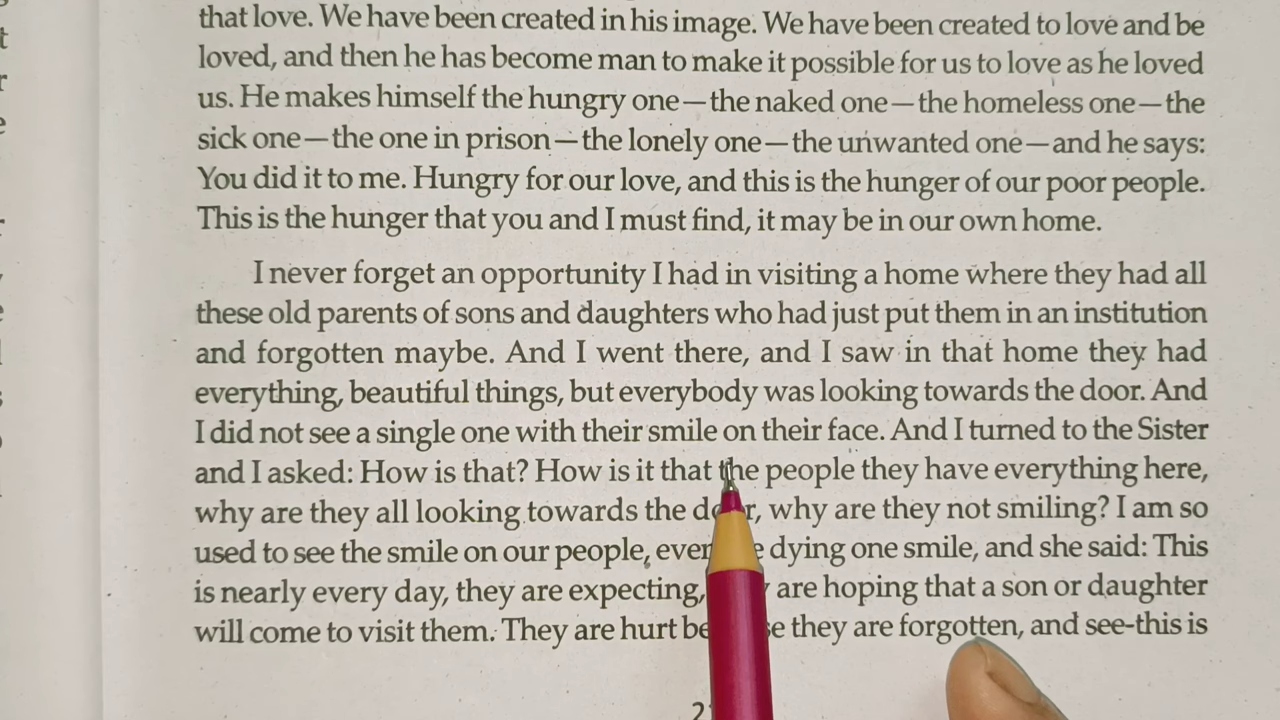 that love. We have been created in his image. We have been created to love and be
loved, and then he has become man to make it possible for us to love as he loved
us. He makes himself the hungry one—the naked one—the homeless one—the
sick one—the one in prison—the lonely one—the unwanted one—and he says:
You did it to me. Hungry for our love, and this is the hunger of our poor people.
This is the hunger that you and I must find, it may be in our own home.
I never forget an opportunity I had in visiting a home where they had all
these old parents of sons and daughters who had just put them in an institution
and forgotten maybe. And I went there, and I saw in that home they had
everything, beautiful things, but everybody was looking towards the door. And
I did not see a single one with their smile on their face. And I turned to the Sister
and I asked: How is that? How is it that the people they have everything here,
why are they all looking towards the door, why are they not smiling? I am so
used to see the smile on our people, dying one smile, and she said: This
is nearly every day, they are expecting, are hoping that a son or daughter
will come to visit them. They are hurt they are forgotten, and see-this is